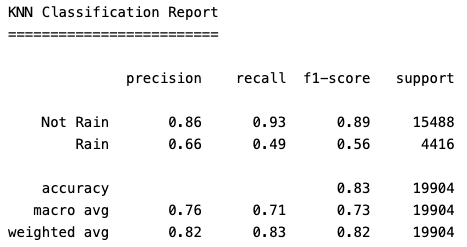 KNN Classification Report
=========================
precision recall f1-score support
Not Rain 0.86 0.93 0.89 15488
Rain 0.66 0.49 0.56 4416
accuracy 0.83 19904
macro avg 0.76 0.71 0.73 19904
weighted avg 0.82 0.83 0.82 19904